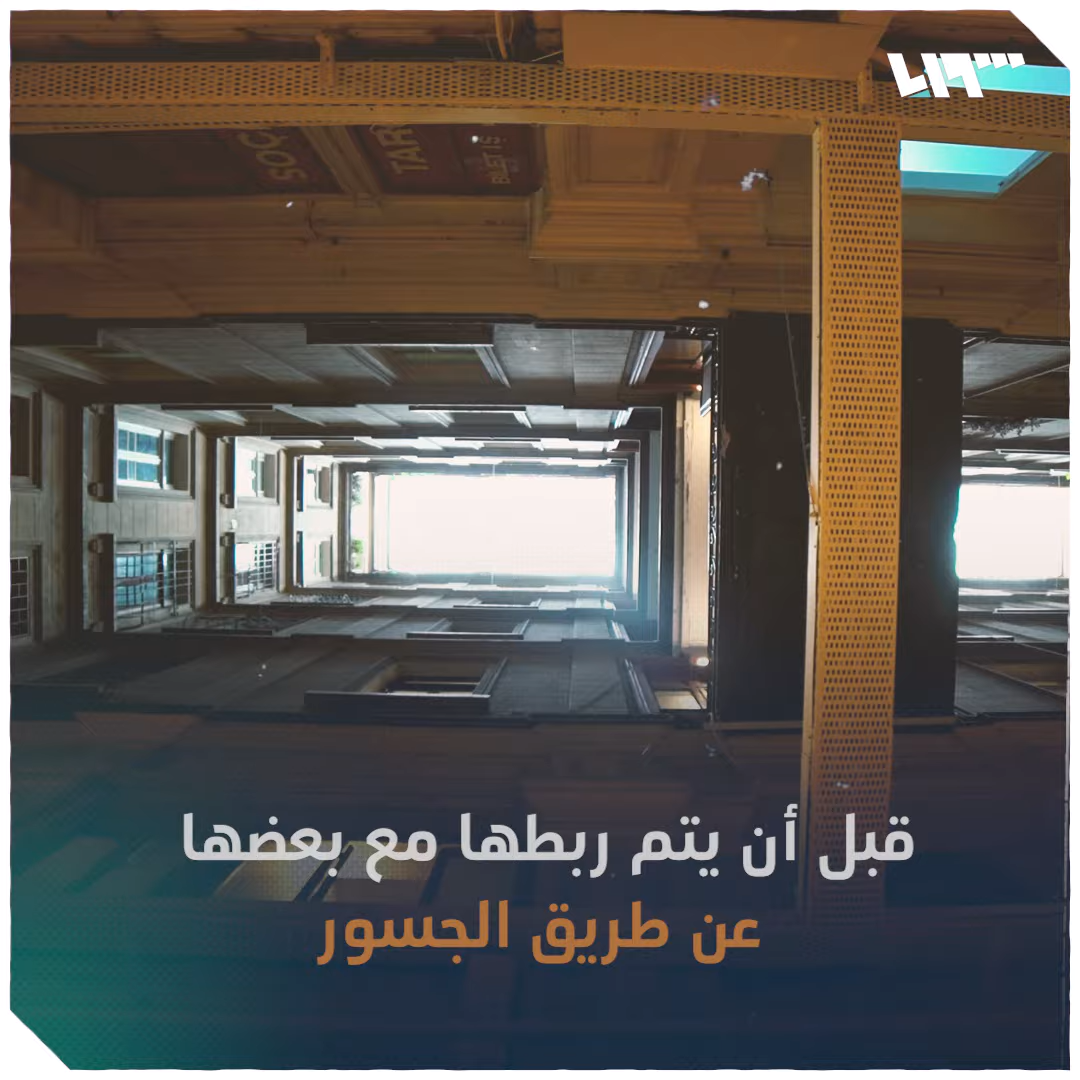 قبل أن يتم ربطها مع بعضها
عن طريق الجسور